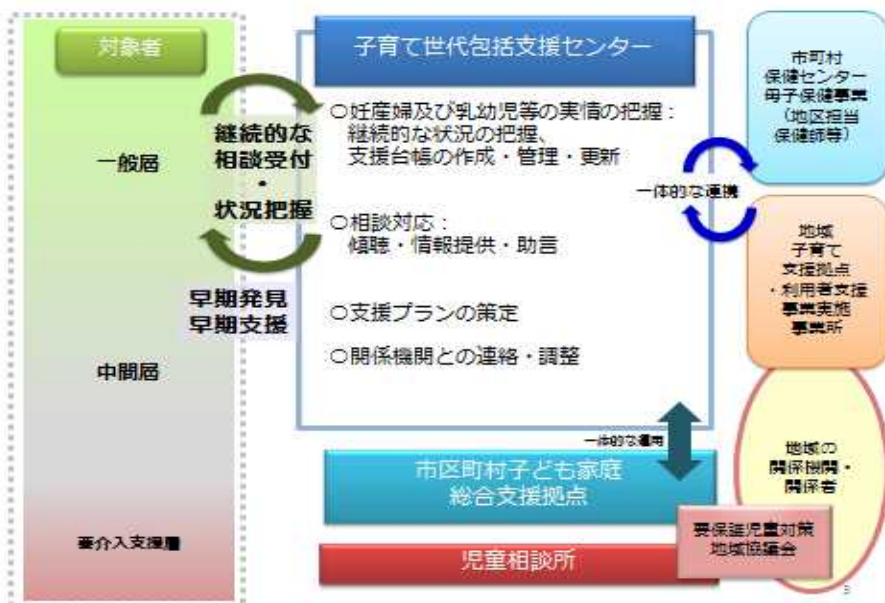 対象者
一般層
中間層
要介入支援層
継続的な
相談受付
・
状況把握
早期発見
早期支援
子育て世代包括支援センター
○妊産婦及び乳幼児等の実情の把握：
継続的な状況の把握、
支援台帳の作成・管理・更新
○相談対応：
傾聴・情報提供・助言
○支援プランの策定
○関係機関との連絡・調整
一体的な連携
市町村
保健センター
母子保健事業
（地区担当
保健師等）
地域
子育て
支援拠点
・利用者支援
事業実施
事業所
一体的な運用
市区町村子ども家庭
総合支援拠点
児童相談所
地域の
関係機関・
関係者
要保護児童対策
地域協議会
3